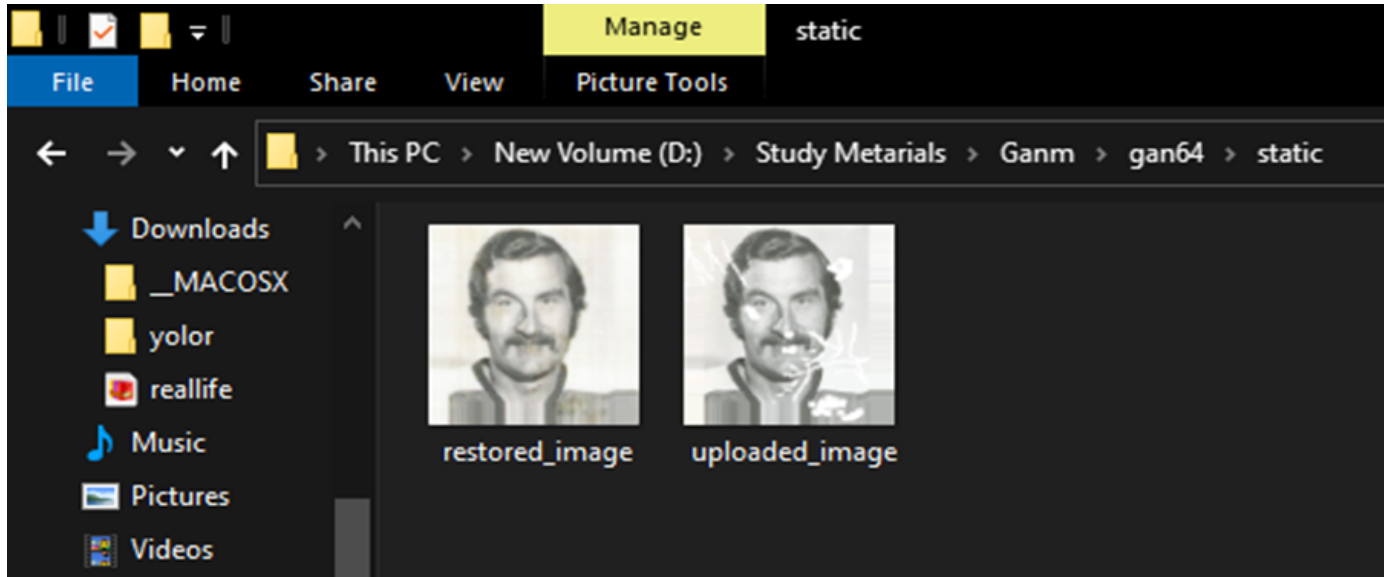 Manage static
File Home Share View Picture Tools
This PC > New Volume (D:) > Study Metarials > Ganm > gan64 > static
Downloads
__MACOSX
yolor
reallife
Music
Pictures
Videos
restored_image uploaded_image